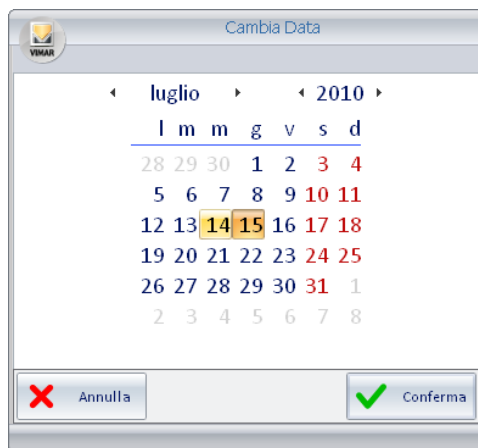 Cambia Data
VIMAR
luglio 2010
l m m g v s d
28 29 30 1 2 3 4
5 6 7 8 9 10 11
12 13 14 15 16 17 18
19 20 21 22 23 24 25
26 27 28 29 30 31 1
2 3 4 5 6 7 8
Annulla Conferma